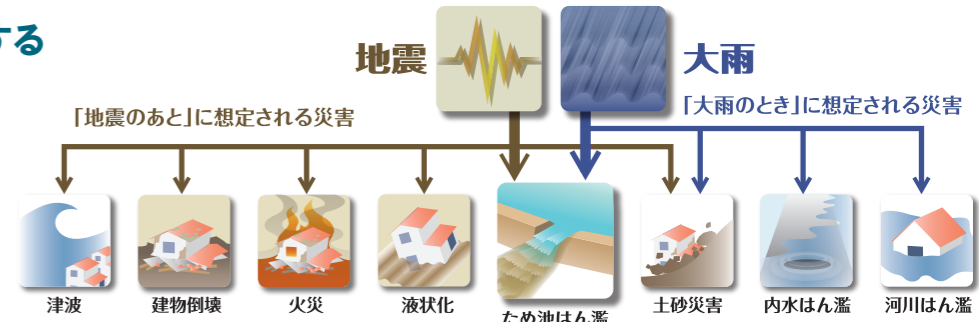 する
地震
大雨
「地震のあと」に想定される災害
「大雨のとき」に想定される災害
津波
建物倒壊
火災
液状化
ため池はん濫
土砂災害
内水はん濫
河川はん濫